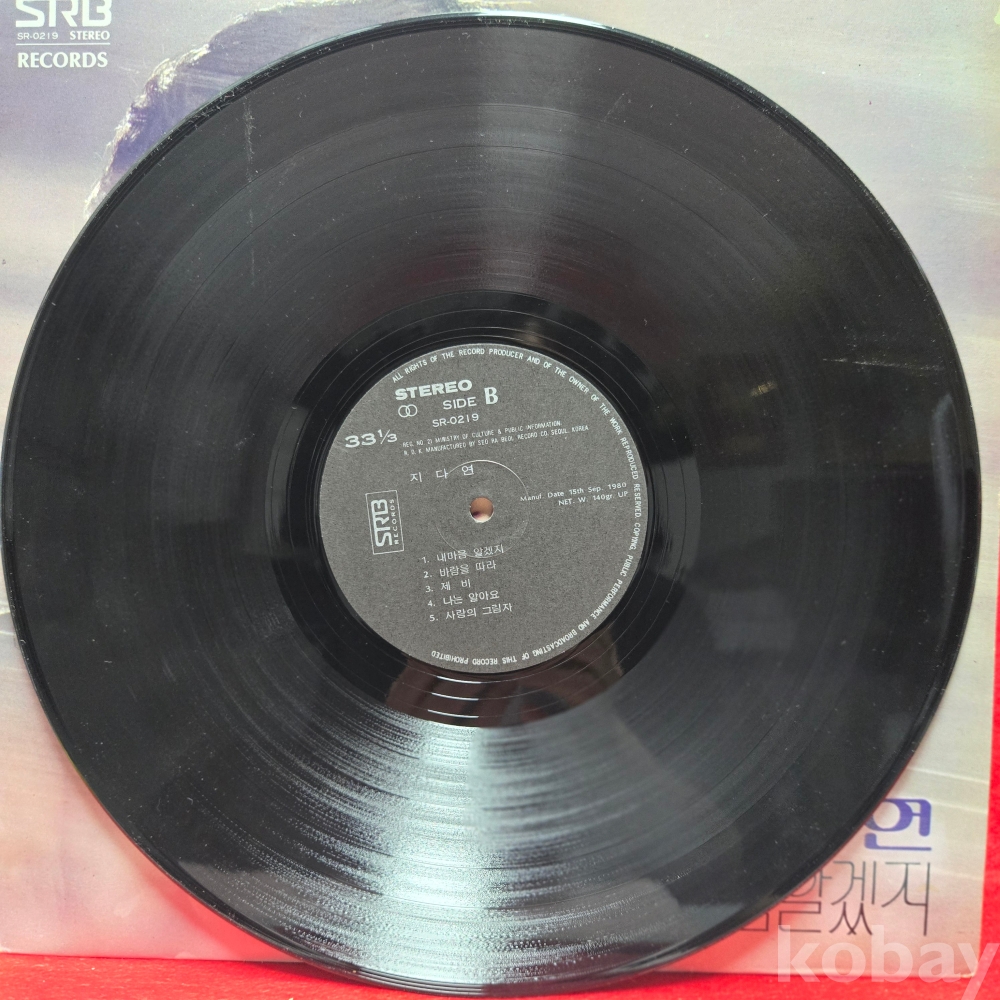 SRB
SR-0219 STEREO
RECORDS
ALL RIGHTS OF THE RECORD PRODUCER AND OF THE OWNER OF THE WORK REPRODUCED RESERVED. COPING, PUBLIC PERFORMANCE AND BROADCASTING OF THIS RECORD PROHIBITED
STEREO
SIDE B
SR-0219
33 1/3
REG. NO. 21 MINISTRY OF CULTURE & PUBLIC INFORMATION.
R.O.K. MANUFACTURED BY SEO RA BEOL RECORD CO. SEOUL, KOREA
지 다 연
Manuf. Date 15th Sep. 1980
NET. W. 140gr. UP
SRB
RECORDS
1. 내마음 알겠지
2. 바람을 따라
3. 제 비
4. 나는 알아요
5. 사랑의 그림자
연
알겠지
kobay